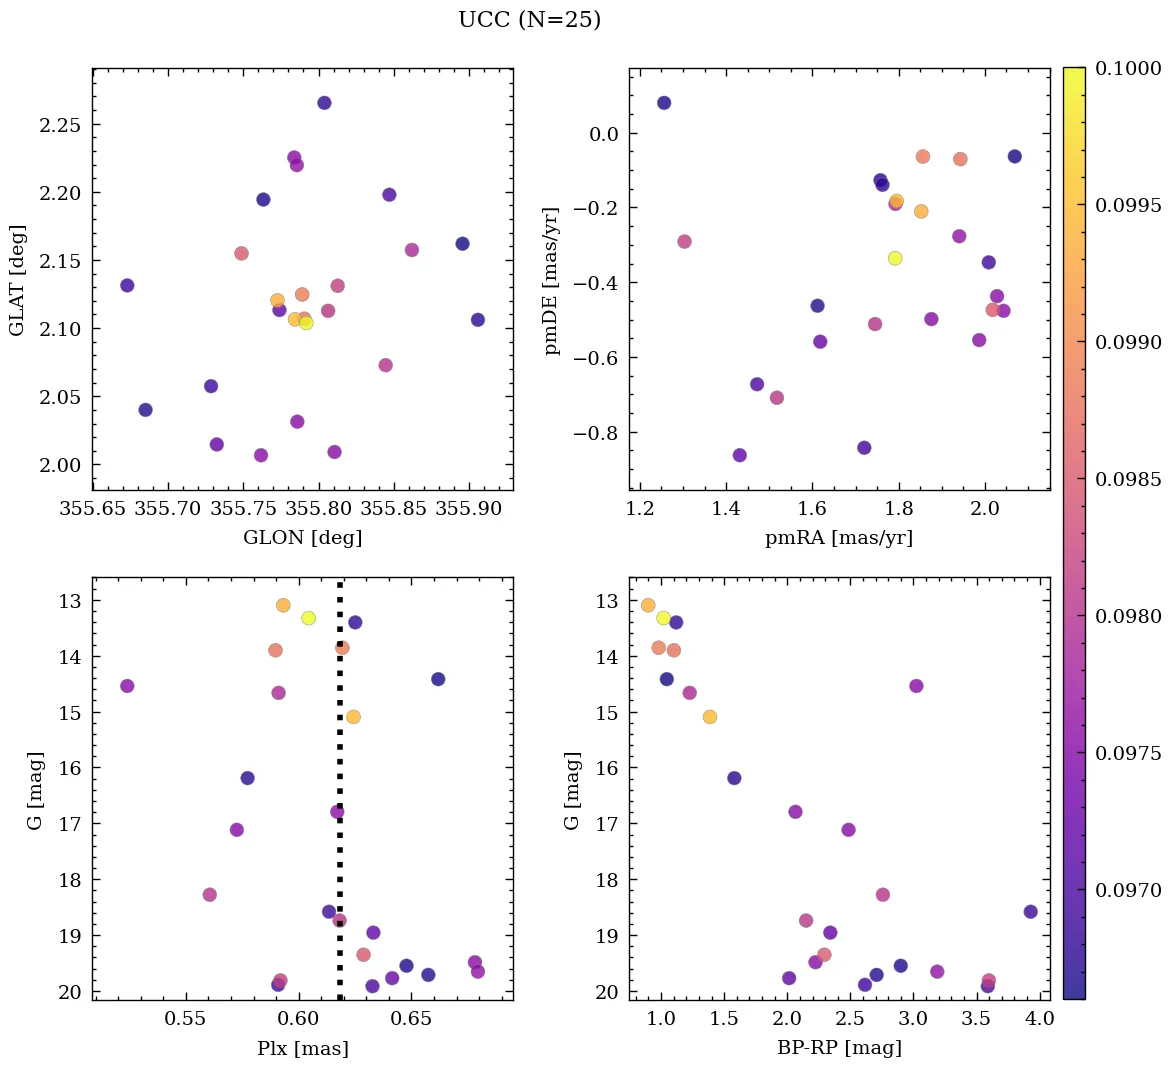 UCC (N=25)
2.25
2.20
2.15
2.10
2.05
2.00
GLAT [deg]
355.65 355.70 355.75 355.80 355.85 355.90
GLON [deg]
0.0
−0.2
−0.4
−0.6
−0.8
pmDE [mas/yr]
1.2 1.4 1.6 1.8 2.0
pmRA [mas/yr]
13
14
15
16
17
18
19
20
G [mag]
0.55 0.60 0.65
Plx [mas]
13
14
15
16
17
18
19
20
G [mag]
1.0 1.5 2.0 2.5 3.0 3.5 4.0
BP-RP [mag]
0.1000
0.0995
0.0990
0.0985
0.0980
0.0975
0.0970